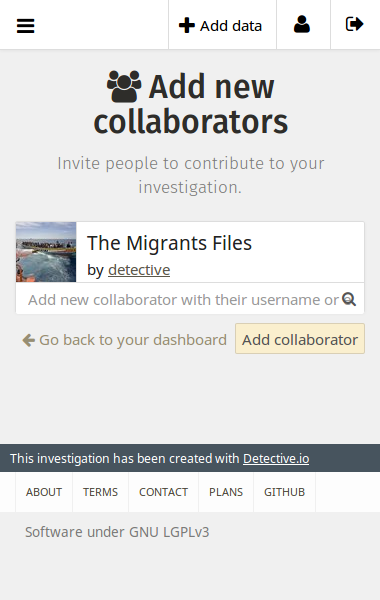 Add data
Add new
collaborators
Invite people to contribute to your
investigation.
The Migrants Files
by detective
Add new collaborator with their username or
Go back to your dashboard
Add collaborator
This investigation has been created with Detective.io
ABOUT
TERMS
CONTACT
PLANS
GITHUB
Software under GNU LGPLv3